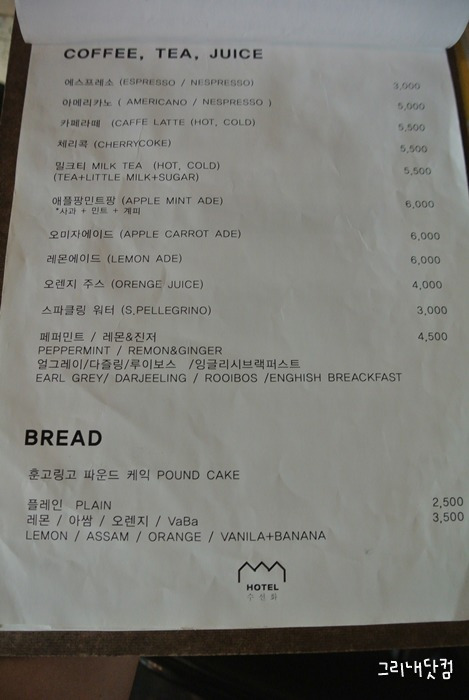 COFFEE, TEA, JUICE
에스프레소 (ESPRESSO / NESPRESSO) 3,000
아메리카노 ( AMERICANO / NESPRESSO ) 5,000
카페라떼 (CAFFE LATTE (HOT, COLD) 5,500
체리콕 (CHERRYCOKE) 5,500
밀크티 MILK TEA (HOT, COLD) 5,500
(TEA+LITTLE MILK+SUGAR)
애플팡민트팡 (APPLE MINT ADE) 6,000
*사과 + 민트 + 계피
오미자에이드 (APPLE CARROT ADE) 6,000
레몬에이드 (LEMON ADE) 6,000
오렌지 주스 (ORENGE JUICE) 4,000
스파클링 워터 (S.PELLEGRINO) 3,000
페퍼민트 / 레몬&진저 4,500
PEPPERMINT / REMON&GINGER
얼그레이/다즐링/루이보스 /잉글리시브랙퍼스트
EARL GREY/ DARJEELING / ROOIBOS /ENGHISH BREACKFAST
BREAD
훈고링고 파운드 케익 POUND CAKE
플레인 PLAIN 2,500
레몬 / 아쌈 / 오렌지 / VaBa 3,500
LEMON / ASSAM / ORANGE / VANILA+BANANA
HOTEL
수선화
그리내닷컴